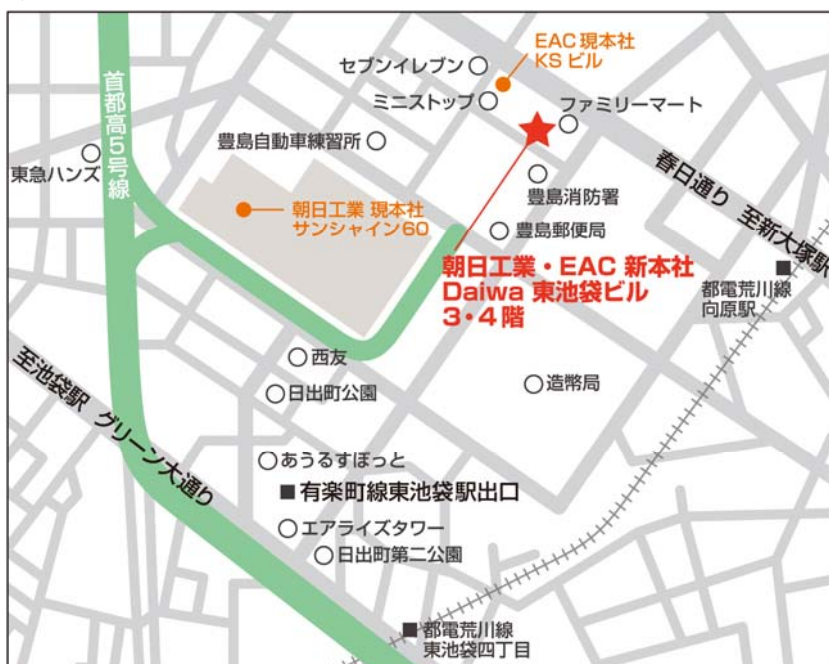 EAC 現本社
KS ビル
セブンイレブン
ミニストップ
ファミリーマート
首都高5号線
豊島自動車練習所
東急ハンズ
豊島消防署
春日通り 至新大塚駅
朝日工業 現本社
サンシャイン60
豊島郵便局
朝日工業・EAC 新本社
Daiwa 東池袋ビル
3・4階
都電荒川線
向原駅
西友
造幣局
日出町公園
至池袋駅 グリーン大通り
あうるすぽっと
有楽町線東池袋駅出口
エアライズタワー
日出町第二公園
都電荒川線
東池袋四丁目